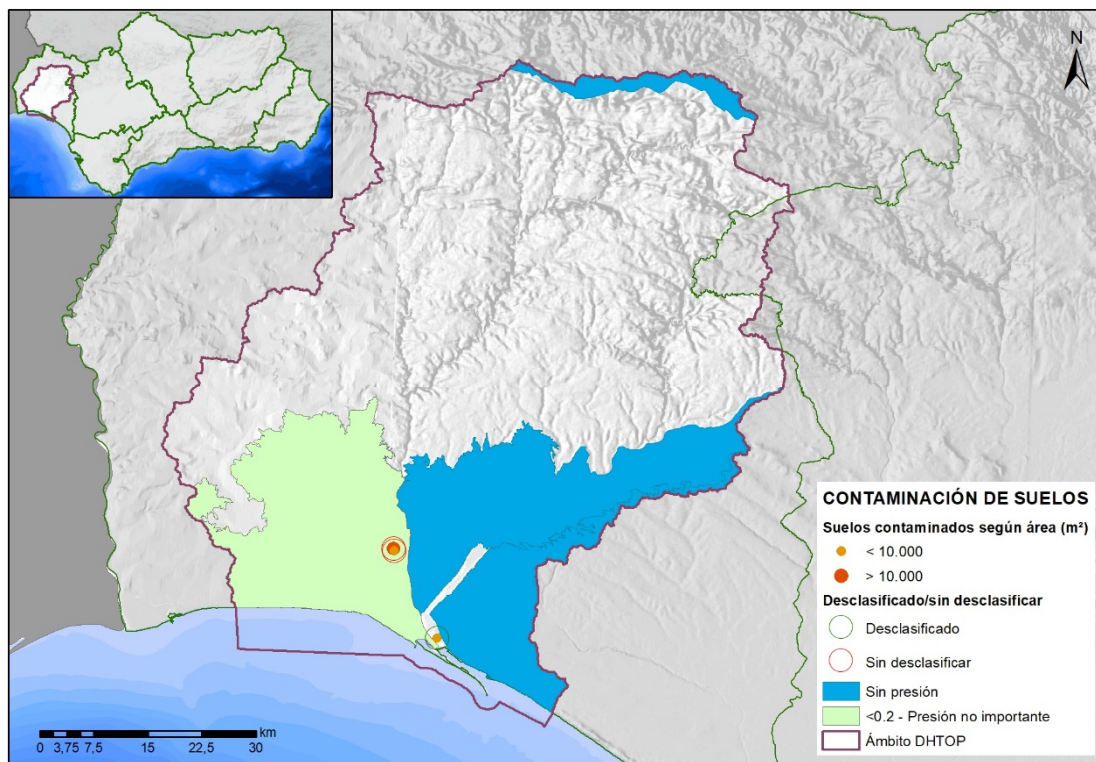 N
CONTAMINACIÓN DE SUELOS
Suelos contaminados según área (m²)
< 10.000
> 10.000
Desclasificado/sin desclasificar
Desclasificado
Sin desclasificar
Sin presión
<0.2 - Presión no importante
Ámbito DHTOP
km
0 3,75 7,5 15 22,5 30